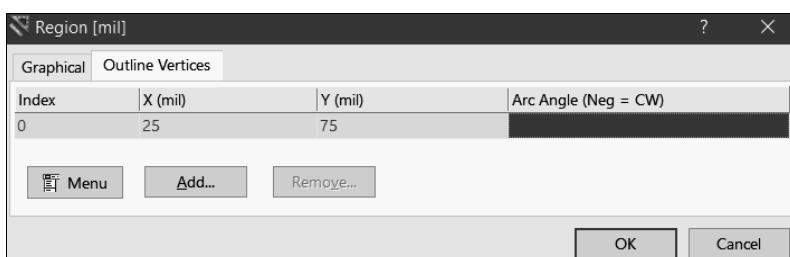 Region [mil] ? ×
Graphical Outline Vertices
Index X (mil) Y (mil) Arc Angle (Neg = CW)
0 25 75
Menu Add... Remove...
OK Cancel